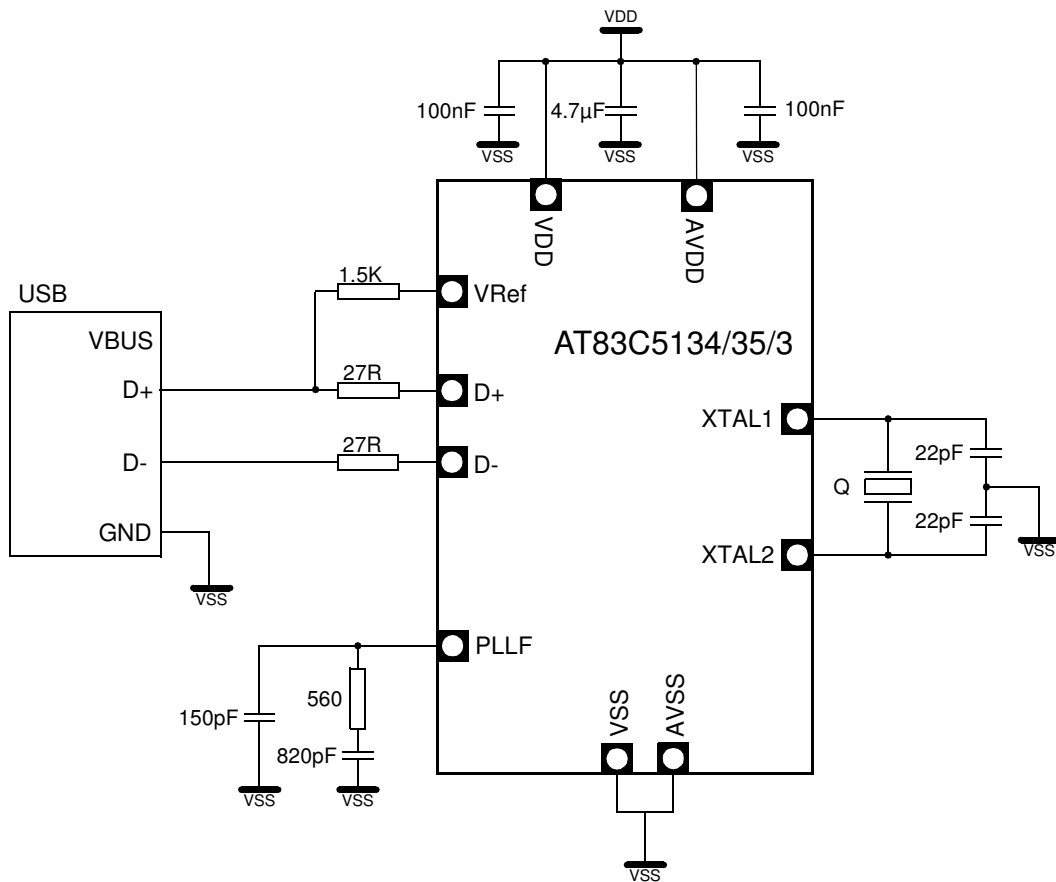 VDD
100nF
4.7µF
100nF
VSS
VSS
VSS
VDD
AVDD
1.5K
VRef
USB
VBUS
AT83C5134/35/3
D+
27R
D+
XTAL1
D-
27R
D-
22pF
Q
22pF
GND
VSS
XTAL2
VSS
PLLF
560
150pF
820pF
VSS
AVSS
VSS
VSS
VSS